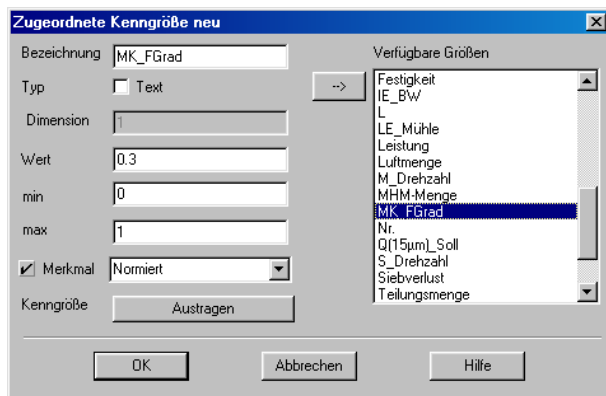 Zugeordnete Kenngröße neu
Bezeichnung MK_FGrad
Typ Text
Dimension 1
Wert 0.3
min 0
max 1
Merkmal Normiert
Kenngröße Austragen
-->
Verfügbare Größen
Festigkeit
IE_BW
L
LE_Mühle
Leistung
Luftmenge
M_Drehzahl
MHM-Menge
MK_FGrad
Nr.
Q(15µm)_Soll
S_Drehzahl
Siebverlust
Teilungsmenge
OK Abbrechen Hilfe